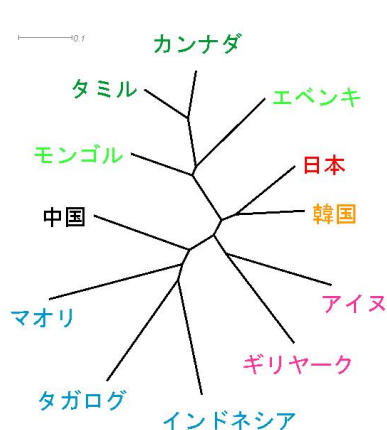 0.1
カンナダ
タミル
エベンキ
モンゴル
日本
中国
韓国
アイヌ
マオリ
ギリヤーク
タガログ
インドネシア